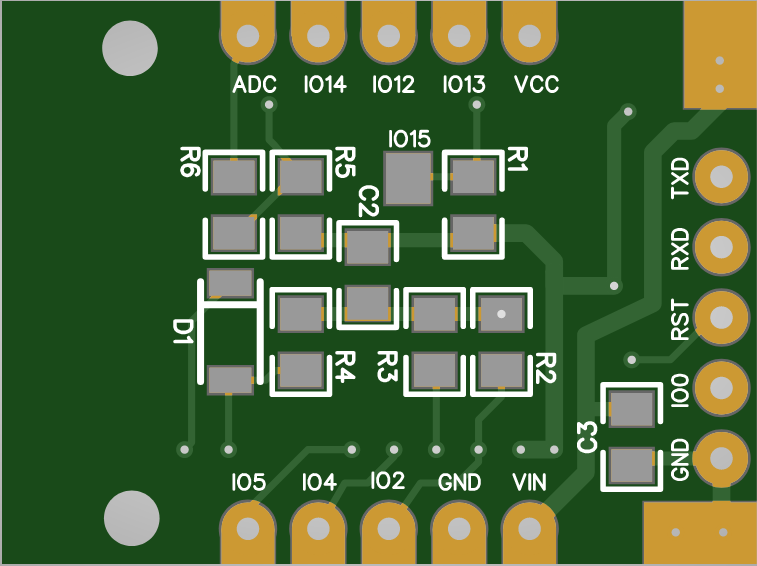 ADC IO14 IO12 IO13 VCC
IO15
R6 R5 R1
C2
TXD
RXD
RST
D1
R4 R3 R2
IO0
C3 GND
IO5 IO4 IO2 GND VIN